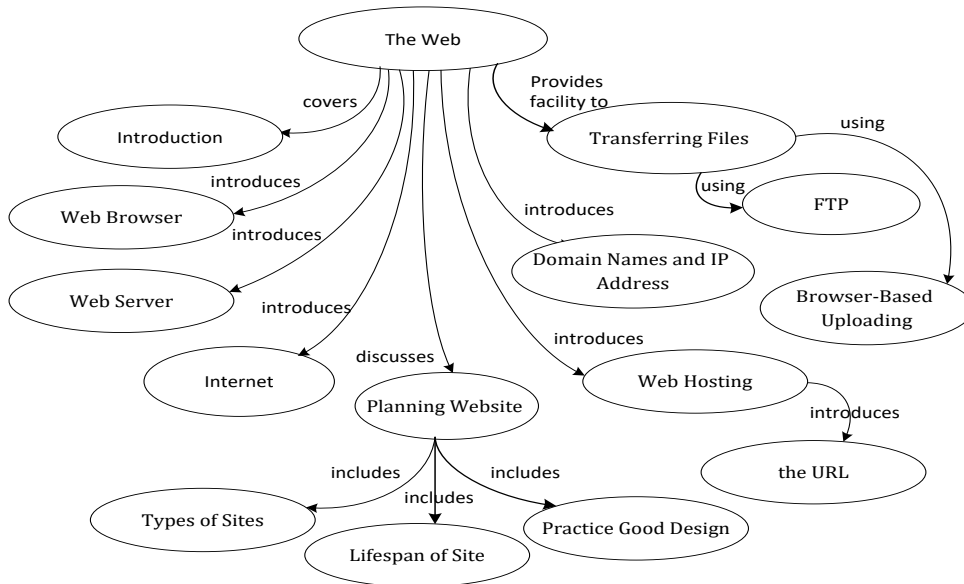 The Web
Provides
facility to
covers
Introduction
Transferring Files
using
introduces
using
Web Browser
FTP
introduces
introduces
Domain Names and IP
Address
Web Server
Browser-Based
Uploading
introduces
introduces
discusses
Internet
Web Hosting
Planning Website
introduces
the URL
includes
includes
includes
Types of Sites
Practice Good Design
Lifespan of Site